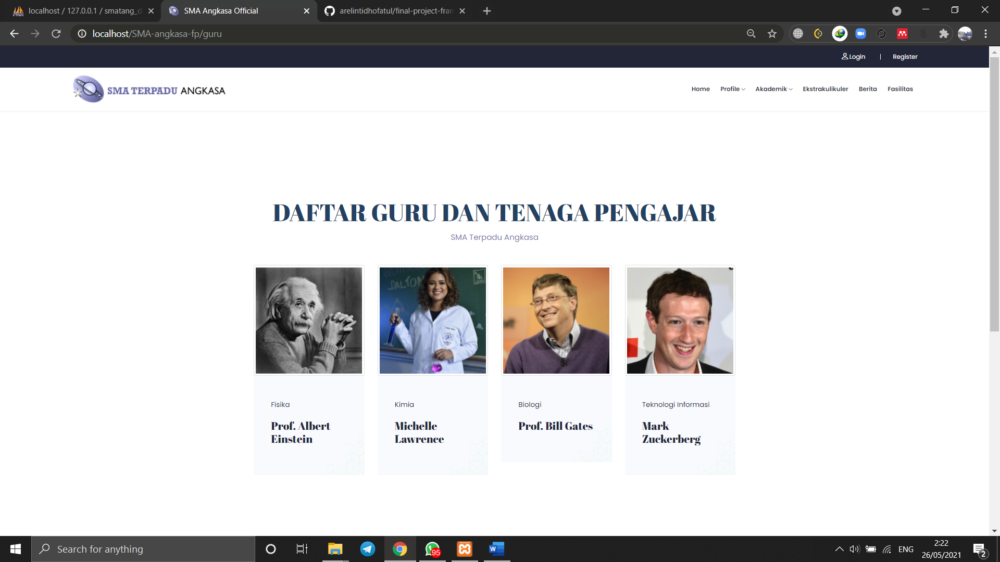 localhost / 127.0.0.1 / smatang_d
SMA Angkasa Official
arelintidhofatul/final-project-fran
localhost/SMA-angkasa-fp/guru
Login | Register
SMA TERPADU ANGKASA
Home Profile Akademik Ekstrakulikuler Berita Fasilitas
DAFTAR GURU DAN TENAGA PENGAJAR
SMA Terpadu Angkasa
DALTON
Fisika
Prof. Albert
Einstein
Kimia
Michelle
Lawrence
Biologi
Prof. Bill Gates
Teknologi Informasi
Mark
Zuckerberg
Search for anything
95
ENG
2:22
26/05/2021
2